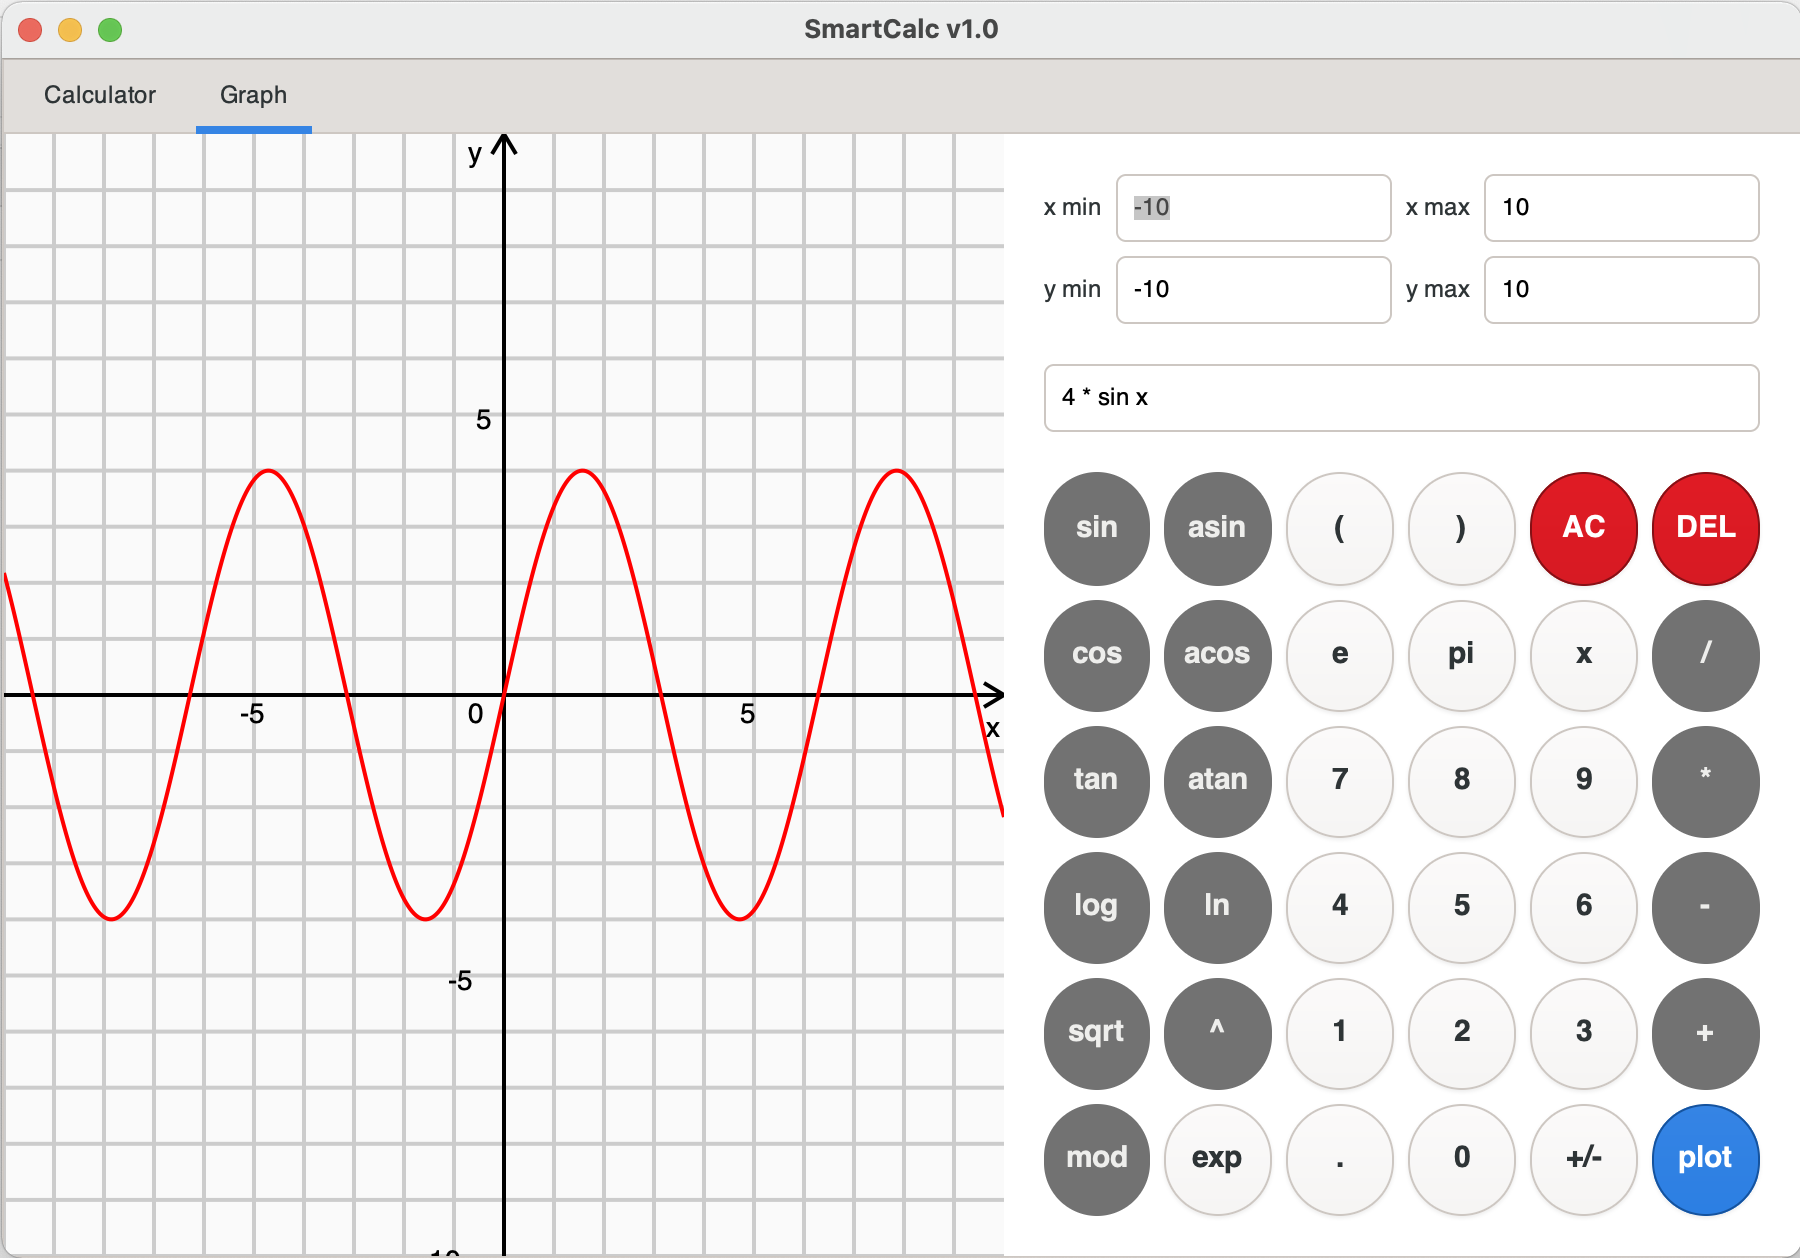 SmartCalc v1.0
Calculator Graph
y
5
-5 0 5
x
-5
x min -10 x max 10
y min -10 y max 10
4 * sin x
sin asin ( ) AC DEL
cos acos e pi x /
tan atan 7 8 9 *
log ln 4 5 6 -
sqrt ^ 1 2 3 +
mod exp . 0 +/- plot